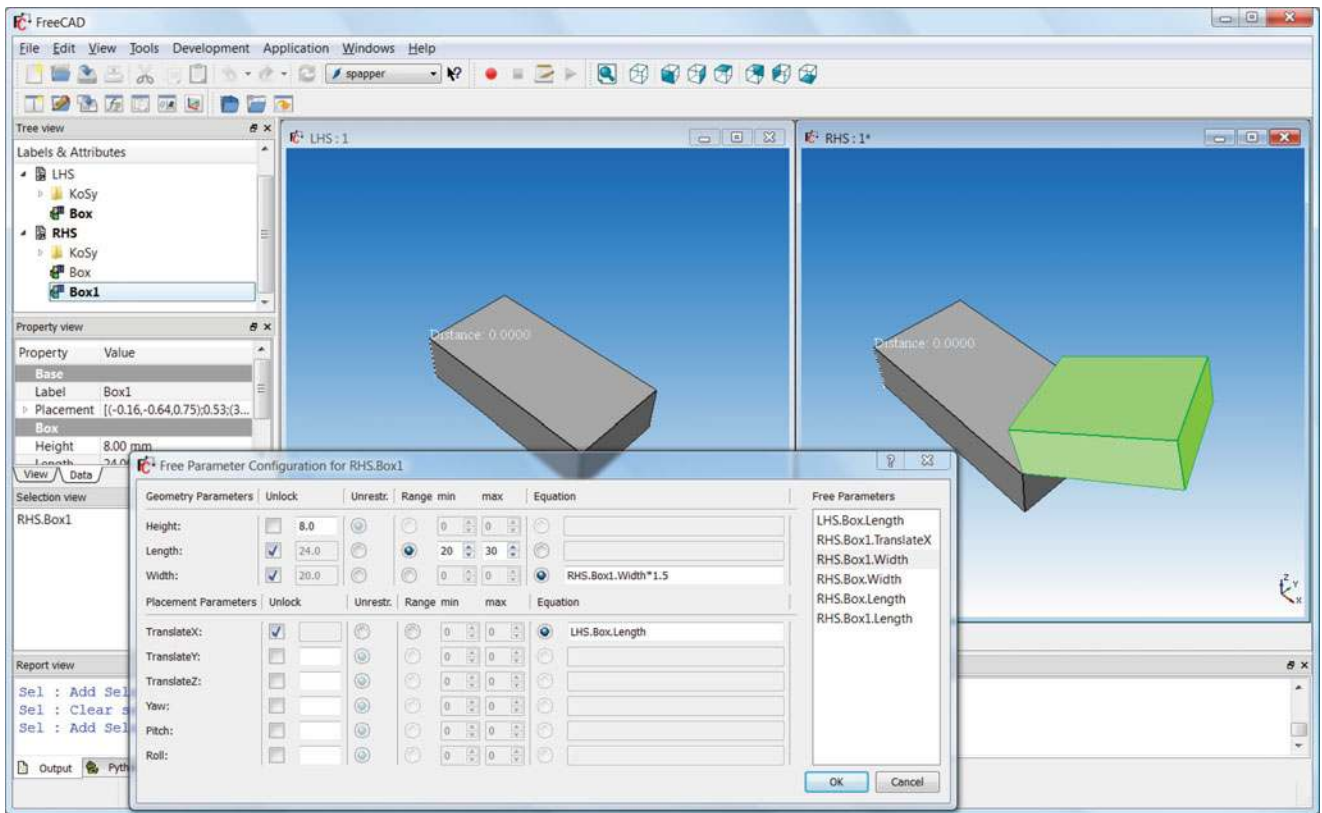 FreeCAD
File Edit View Tools Development Application Windows Help
spapper
Tree view
Labels & Attributes
LHS
KoSy
Box
RHS
KoSy
Box
Box1
LHS : 1
RHS : 1*
Distance: 0.0000
Distance: 0.0000
Z
Y
X
Property view
Property Value
Base
Label Box1
Placement [(-0.16,-0.64,0.75);0.53;(3...
Box
Height 8.00 mm
Length
View Data
Selection view
RHS.Box1
Report view
Sel : Add Sel
Sel : Clear s
Sel : Add Sel
Output Pyth
Free Parameter Configuration for RHS.Box1
Geometry Parameters Unlock Unrestr. Range min max Equation Free Parameters
Height: 8.0 0 0
Length: 24.0 20 30
Width: 20.0 0 0 RHS.Box1.Width*1.5
Placement Parameters Unlock Unrestr. Range min max Equation
TranslateX: 0 0 LHS.Box.Length
TranslateY: 0 0
TranslateZ: 0 0
Yaw: 0 0
Pitch: 0 0
Roll: 0 0
LHS.Box.Length
RHS.Box1.TranslateX
RHS.Box1.Width
RHS.Box.Width
RHS.Box.Length
RHS.Box1.Length
OK Cancel